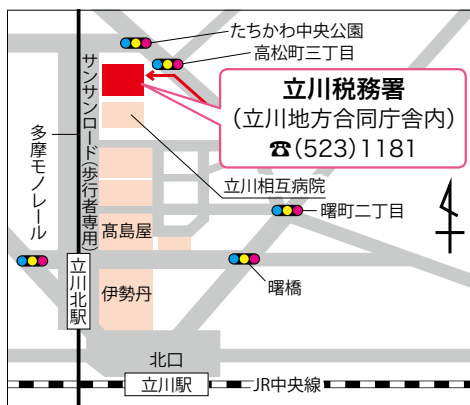 たちかわ中央公園
高松町三丁目
立川税務署
(立川地方合同庁舎内)
☎(523)1181
サンサンロード(歩行者専用)
多摩モノレール
立川相互病院
曙町二丁目
髙島屋
立川北駅
伊勢丹
曙橋
北口
立川駅
JR中央線